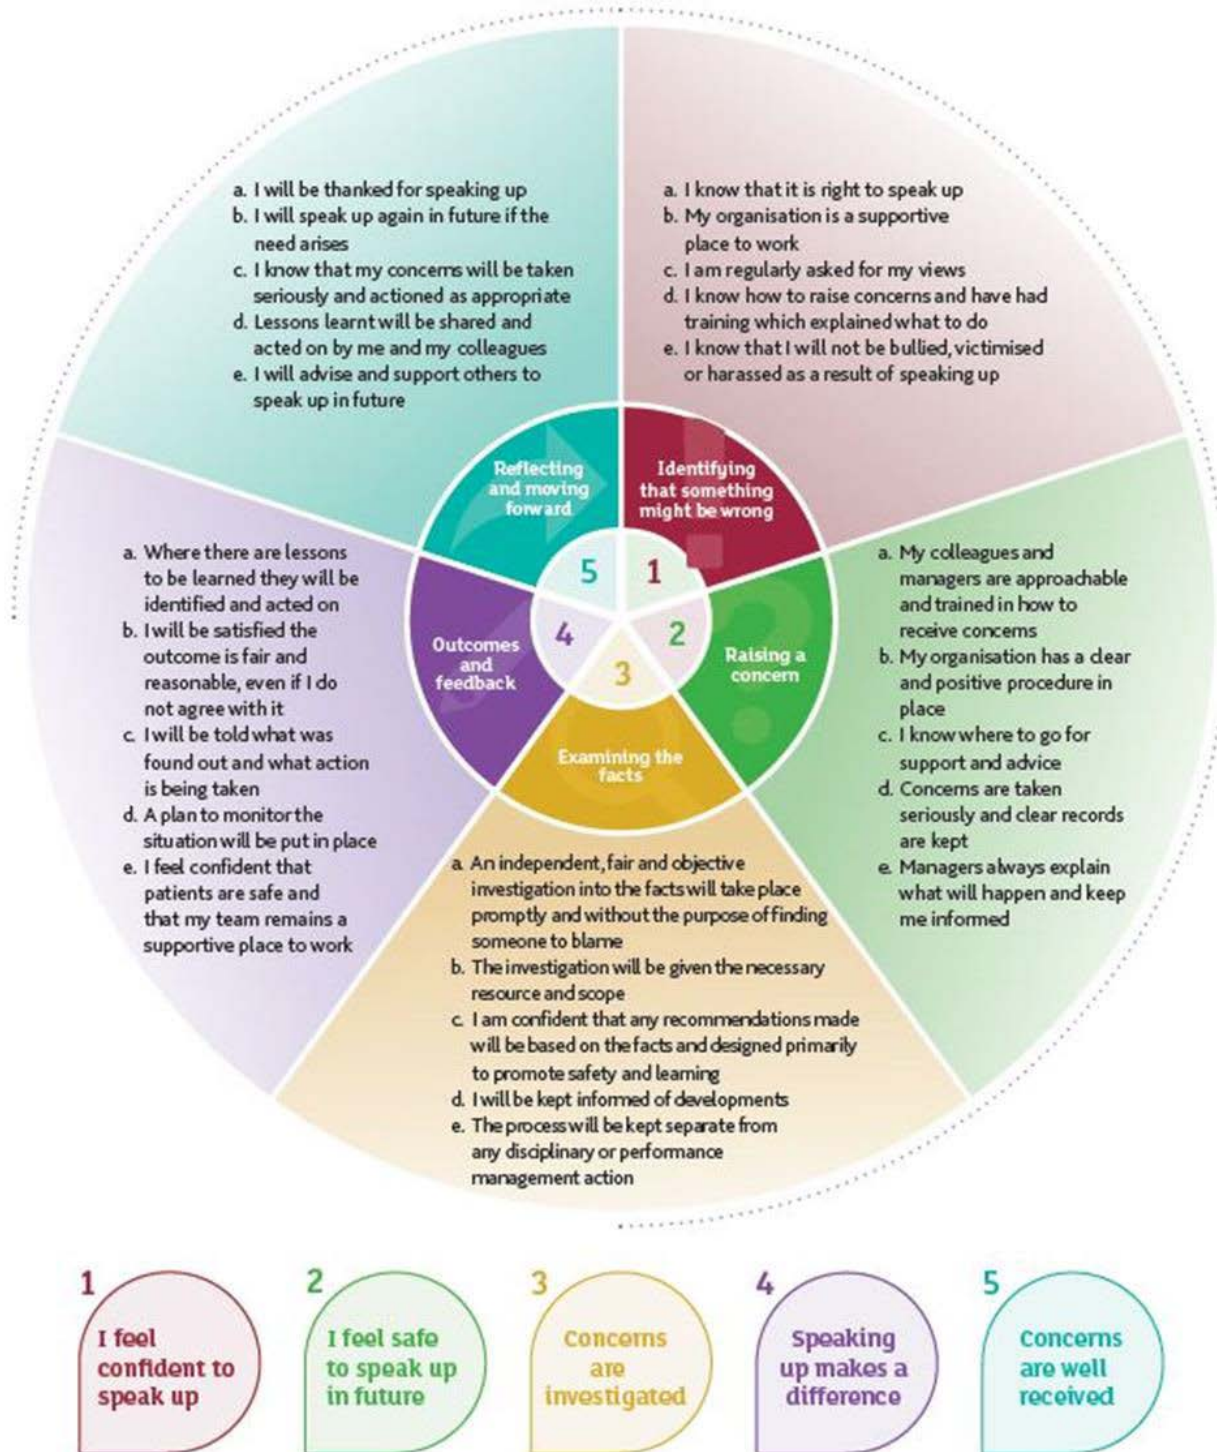 a. I will be thanked for speaking up
b. I will speak up again in future if the
need arises
c. I know that my concerns will be taken
seriously and actioned as appropriate
d. Lessons learnt will be shared and
acted on by me and my colleagues
e. I will advise and support others to
speak up in future
a. I know that it is right to speak up
b. My organisation is a supportive
place to work
c. I am regularly asked for my views
d. I know how to raise concerns and have had
training which explained what to do
e. I know that I will not be bullied, victimised
or harassed as a result of speaking up
Reflecting
and moving
forward
Identifying
that something
might be wrong
5
1
4
2
3
Outcomes
and
feedback
Raising a
concern
Examining the
facts
a. Where there are lessons
to be learned they will be
identified and acted on
b. I will be satisfied the
outcome is fair and
reasonable, even if I do
not agree with it
c. I will be told what was
found out and what action
is being taken
d. A plan to monitor the
situation will be put in place
e. I feel confident that
patients are safe and
that my team remains a
supportive place to work
a. My colleagues and
managers are approachable
and trained in how to
receive concerns
b. My organisation has a clear
and positive procedure in
place
c. I know where to go for
support and advice
d. Concerns are taken
seriously and clear records
are kept
e. Managers always explain
what will happen and keep
me informed
a. An independent, fair and objective
investigation into the facts will take place
promptly and without the purpose of finding
someone to blame
b. The investigation will be given the necessary
resource and scope
c. I am confident that any recommendations made
will be based on the facts and designed primarily
to promote safety and learning
d. I will be kept informed of developments
e. The process will be kept separate from
any disciplinary or performance
management action
1
I feel
confident to
speak up
2
I feel safe
to speak up
in future
3
Concerns
are
investigated
4
Speaking
up makes a
difference
5
Concerns
are well
received